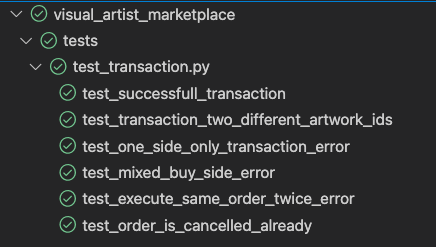 visual_artist_marketplace
tests
test_transaction.py
test_successfull_transaction
test_transaction_two_different_artwork_ids
test_one_side_only_transaction_error
test_mixed_buy_side_error
test_execute_same_order_twice_error
test_order_is_cancelled_already